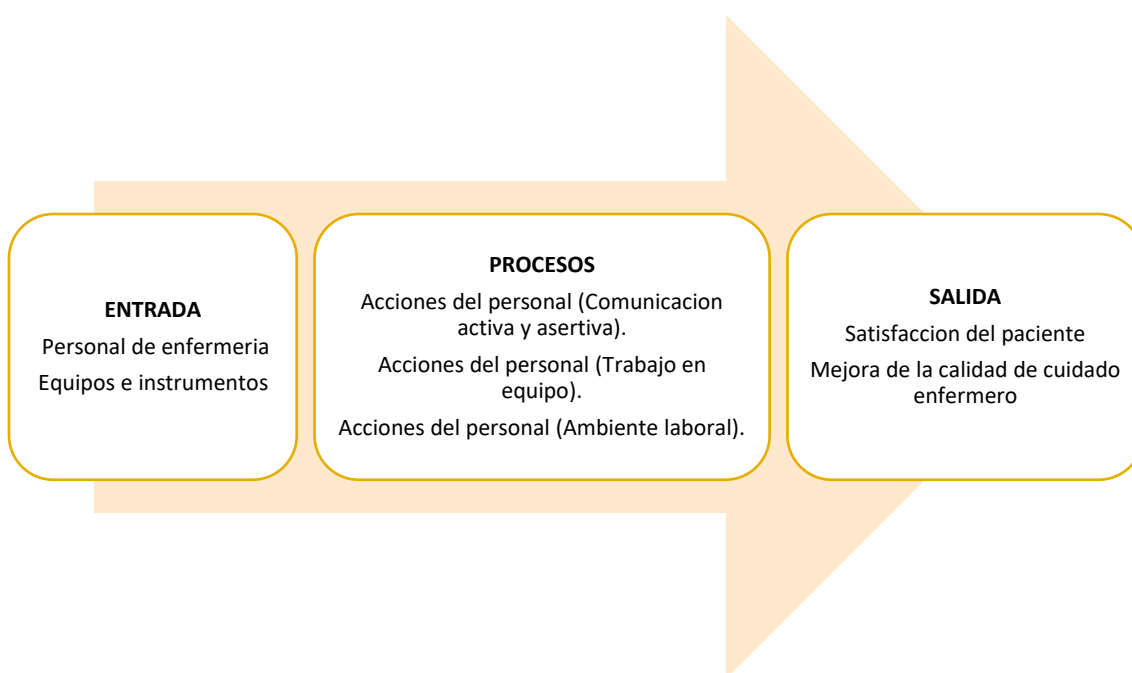 ENTRADA
Personal de enfermeria
Equipos e instrumentos
PROCESOS
Acciones del personal (Comunicacion
activa y asertiva).
Acciones del personal (Trabajo en
equipo).
Acciones del personal (Ambiente laboral).
SALIDA
Satisfaccion del paciente
Mejora de la calidad de cuidado
enfermero